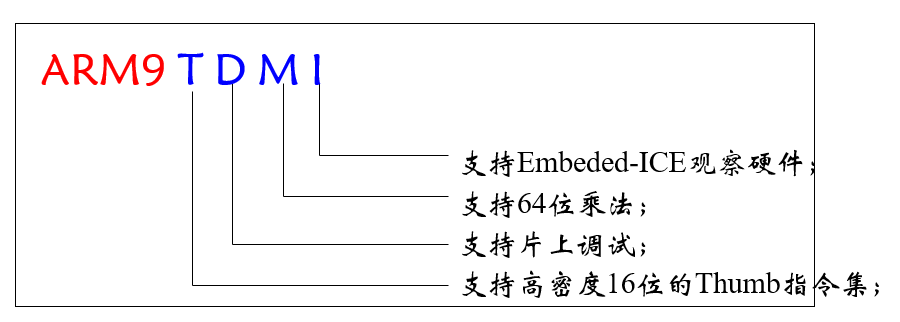 ARM9 T D M I
支持Embeded-ICE观察硬件；
支持64位乘法；
支持片上调试；
支持高密度16位的Thumb指令集；